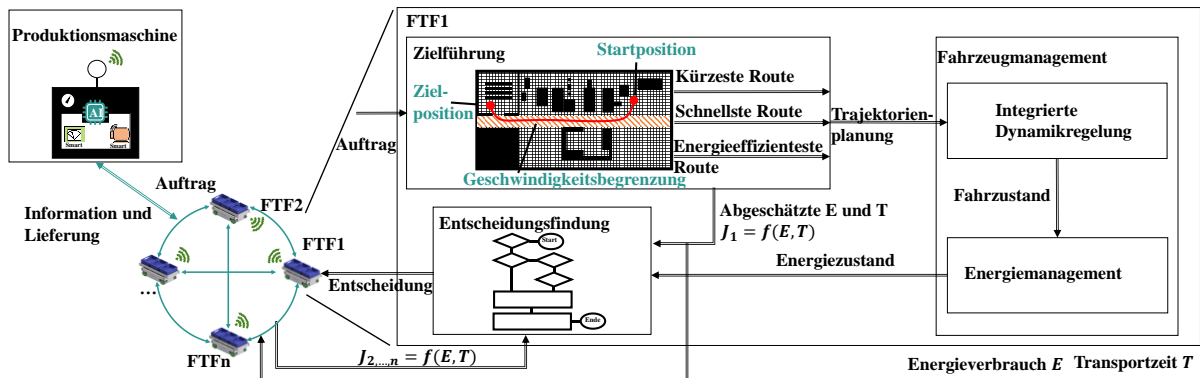 Produktionsmaschine
AI
Smart
Smart
Auftrag
Information und
Lieferung
FTF2
FTF1
...
FTFn
FTF1
Zielführung
Startposition
Ziel-
position
Geschwindigkeitsbegrenzung
Kürzeste Route
Schnellste Route
Energieeffizienteste
Route
Auftrag
Trajektorien-
planung
Fahrzeugmanagement
Integrierte
Dynamikregelung
Fahrzustand
Energiemanagement
Energiezustand
Abgeschätzte E und T
J₁ = f(E,T)
Entscheidungsfindung
Start
Ende
Entscheidung
J₂,...,ₙ = f(E,T)
Energieverbrauch E Transportzeit T